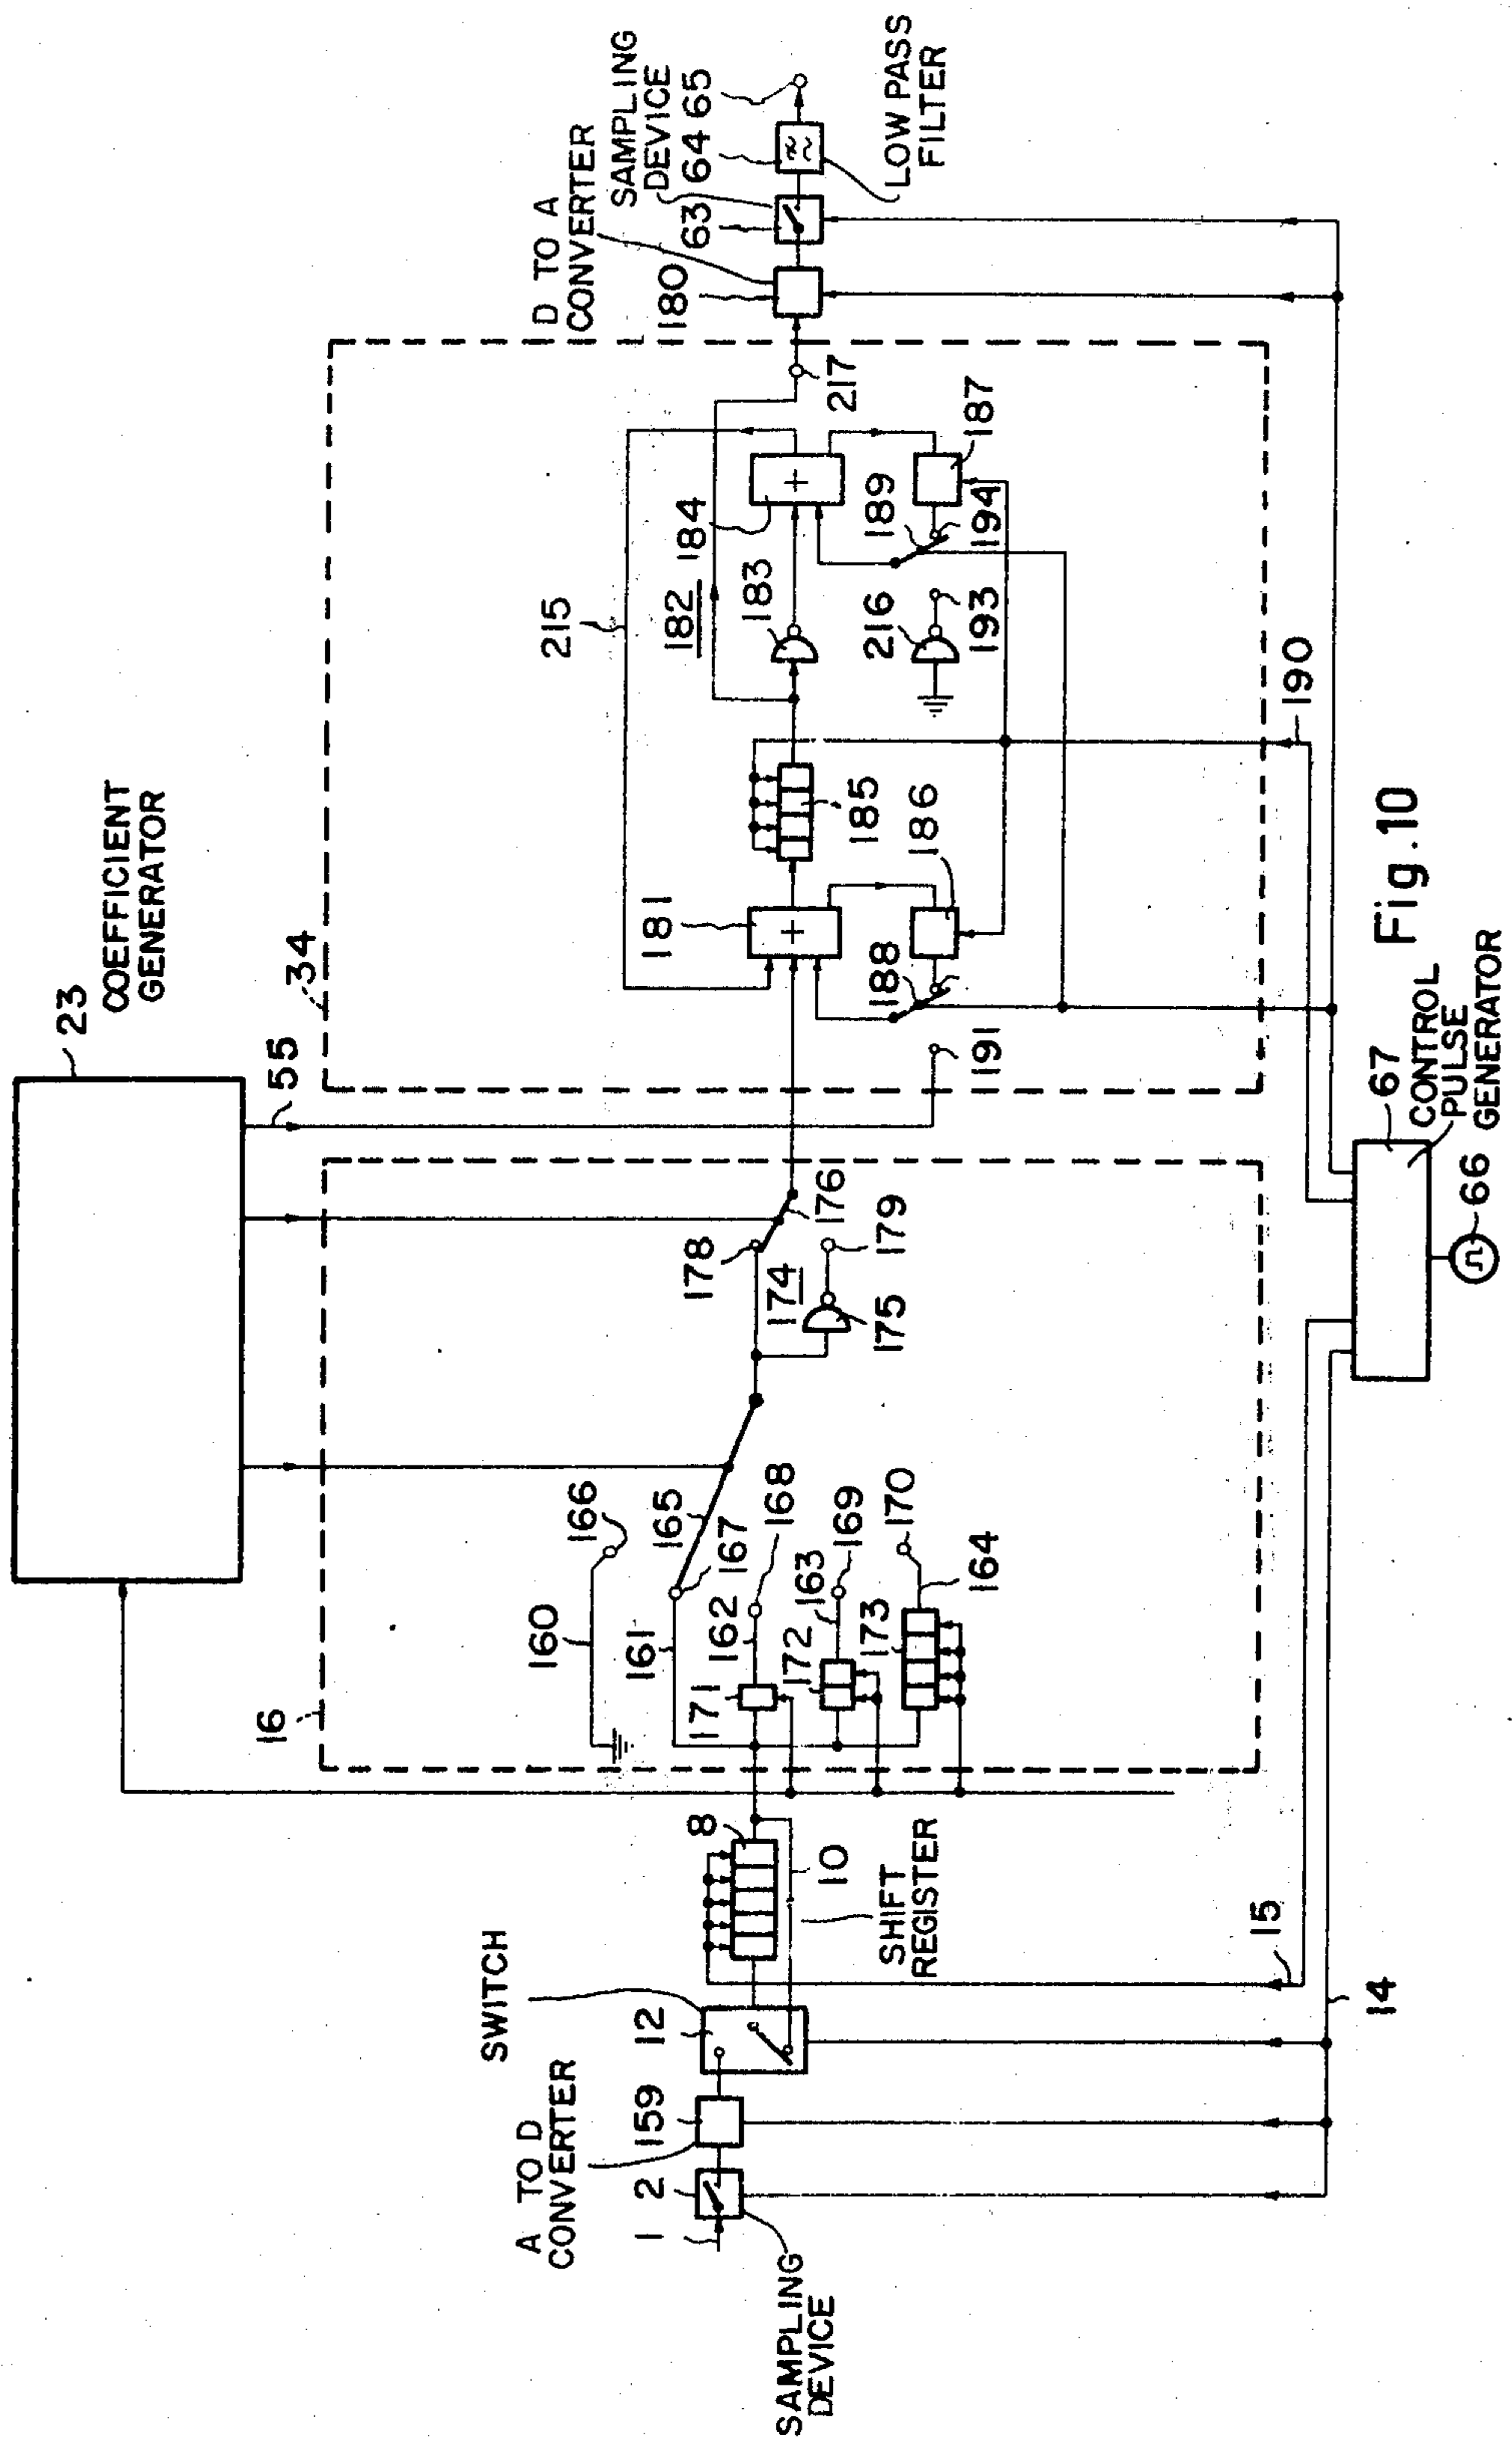 23
COEFFICIENT
GENERATOR
55
34
16
160
166
161
165
167
162
168
171
172
163
169
173
170
164
178
176
174
179
175
8
10
SHIFT
REGISTER
SWITCH
12
A TO D
CONVERTER
159
2
1
SAMPLING
DEVICE
15
14
215
181
182
183
184
185
186
187
188
189
216
193
194
191
217
190
D TO A
CONVERTER
180
SAMPLING
DEVICE
63
64
65
LOW PASS
FILTER
67
CONTROL
PULSE
GENERATOR
66
Fig.10